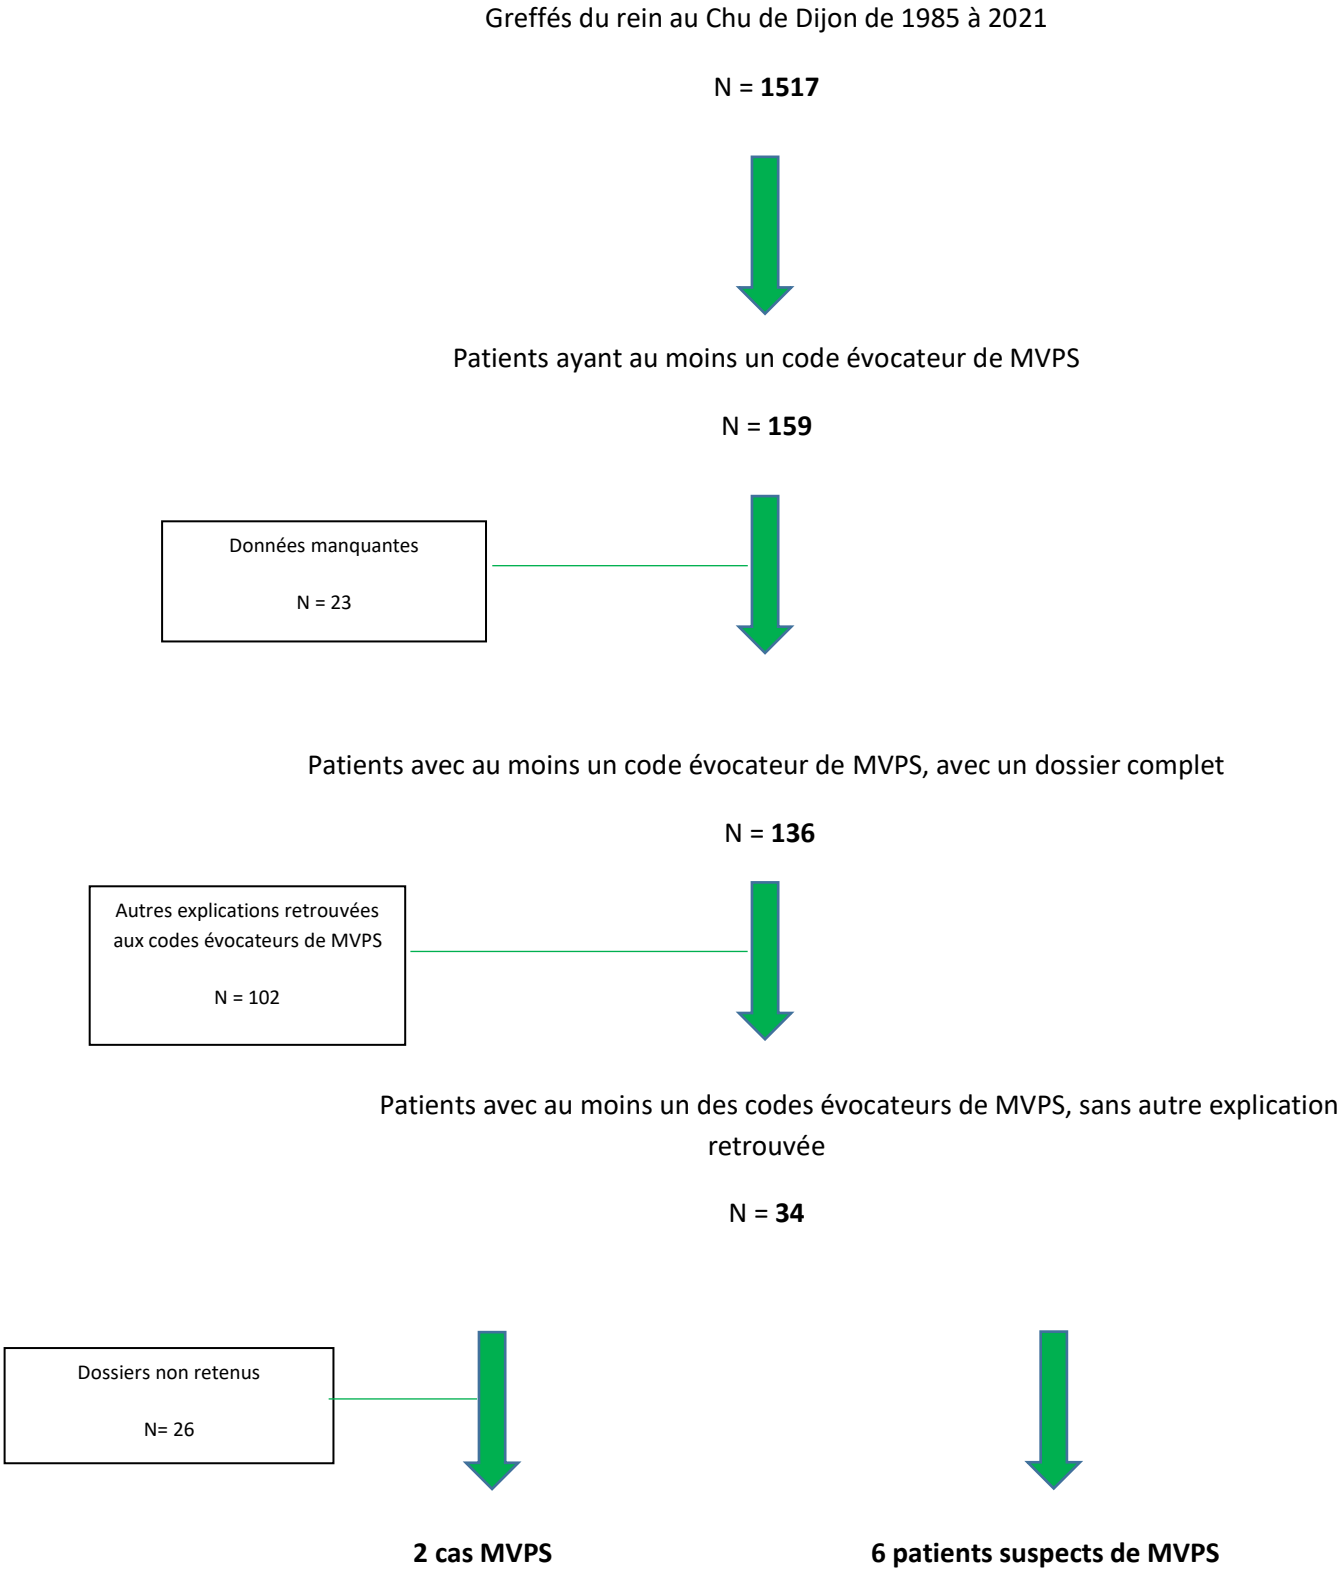 Greffés du rein au Chu de Dijon de 1985 à 2021
N = 1517
Patients ayant au moins un code évocateur de MVPS
N = 159
Données manquantes
N = 23
Patients avec au moins un code évocateur de MVPS, avec un dossier complet
N = 136
Autres explications retrouvées
aux codes évocateurs de MVPS
N = 102
Patients avec au moins un des codes évocateurs de MVPS, sans autre explication
retrouvée
N = 34
Dossiers non retenus
N= 26
2 cas MVPS
6 patients suspects de MVPS